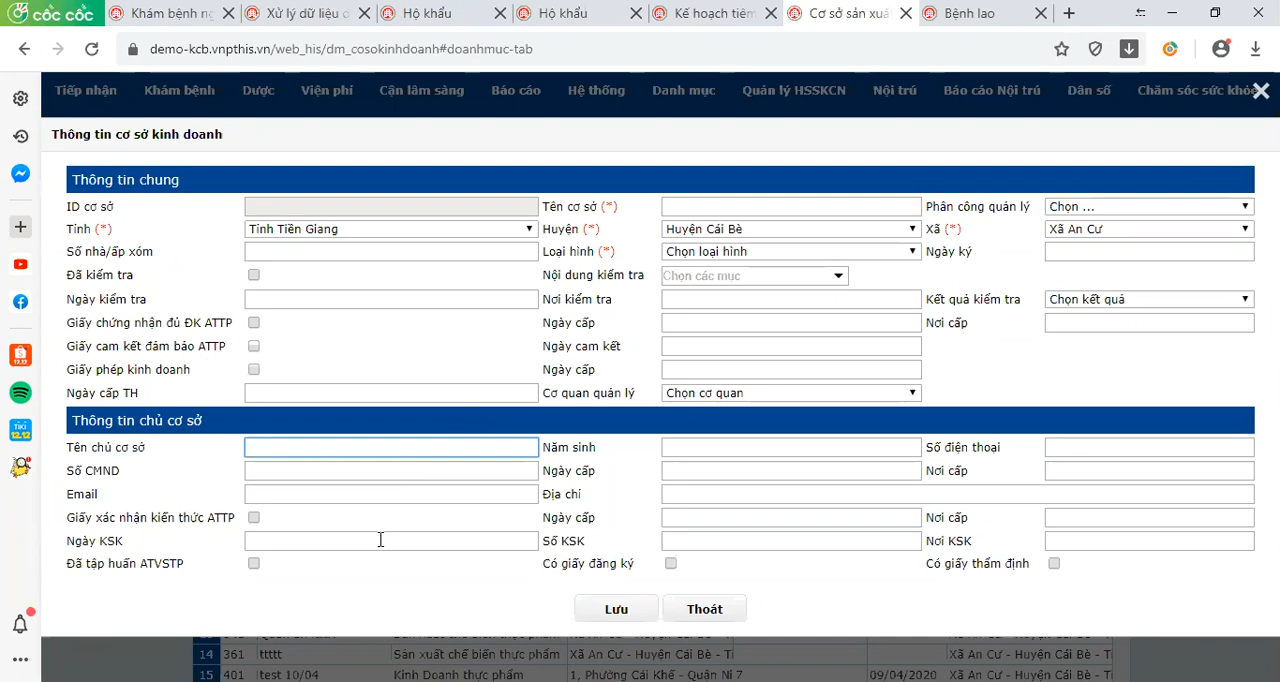 cốc cốc Khám bệnh ng Xử lý dữ liệu d Hộ khẩu Hộ khẩu Kế hoạch tiêm Cơ sở sản xuấ Bệnh lao
demo-kcb.vnpthis.vn/web_his/dm_cosokinhdoanh#doanhmuc-tab
Tiếp nhận Khám bệnh Dược Viện phí Cận lâm sàng Báo cáo Hệ thống Danh mục Quản lý HSSKCN Nội trú Báo cáo Nội trú Dân số Chăm sóc sức khỏe
Thông tin cơ sở kinh doanh
Thông tin chung
ID cơ sở Tên cơ sở (*) Phân công quản lý Chọn ...
Tỉnh (*) Tỉnh Tiền Giang Huyện (*) Huyện Cái Bè Xã (*) Xã An Cư
Số nhà/ấp xóm Loại hình (*) Chọn loại hình Ngày ký
Đã kiểm tra Nội dung kiểm tra Chọn các mục
Ngày kiểm tra Nơi kiểm tra Kết quả kiểm tra Chọn kết quả
Giấy chứng nhận đủ ĐK ATTP Ngày cấp Nơi cấp
Giấy cam kết đảm bảo ATTP Ngày cam kết
Giấy phép kinh doanh Ngày cấp
Ngày cấp TH Cơ quan quản lý Chọn cơ quan
Thông tin chủ cơ sở
Tên chủ cơ sở Năm sinh Số điện thoại
Số CMND Ngày cấp Nơi cấp
Email Địa chỉ
Giấy xác nhận kiến thức ATTP Ngày cấp Nơi cấp
Ngày KSK Số KSK Nơi KSK
Đã tập huấn ATVSTP Có giấy đăng ký Có giấy thẩm định
Lưu Thoát
14 361 ttttt Sản xuất chế biến thực phẩm Xã An Cư - Huyện Cái Bè - Ti Xã An Cư - Huyện Cái Bè - Ti
15 401 test 10/04 Kinh Doanh thực phẩm 1, Phường Cái Khế - Quận Ni 7 09/04/2020 Xã An Cư - Huyện Cái Bè - Ti